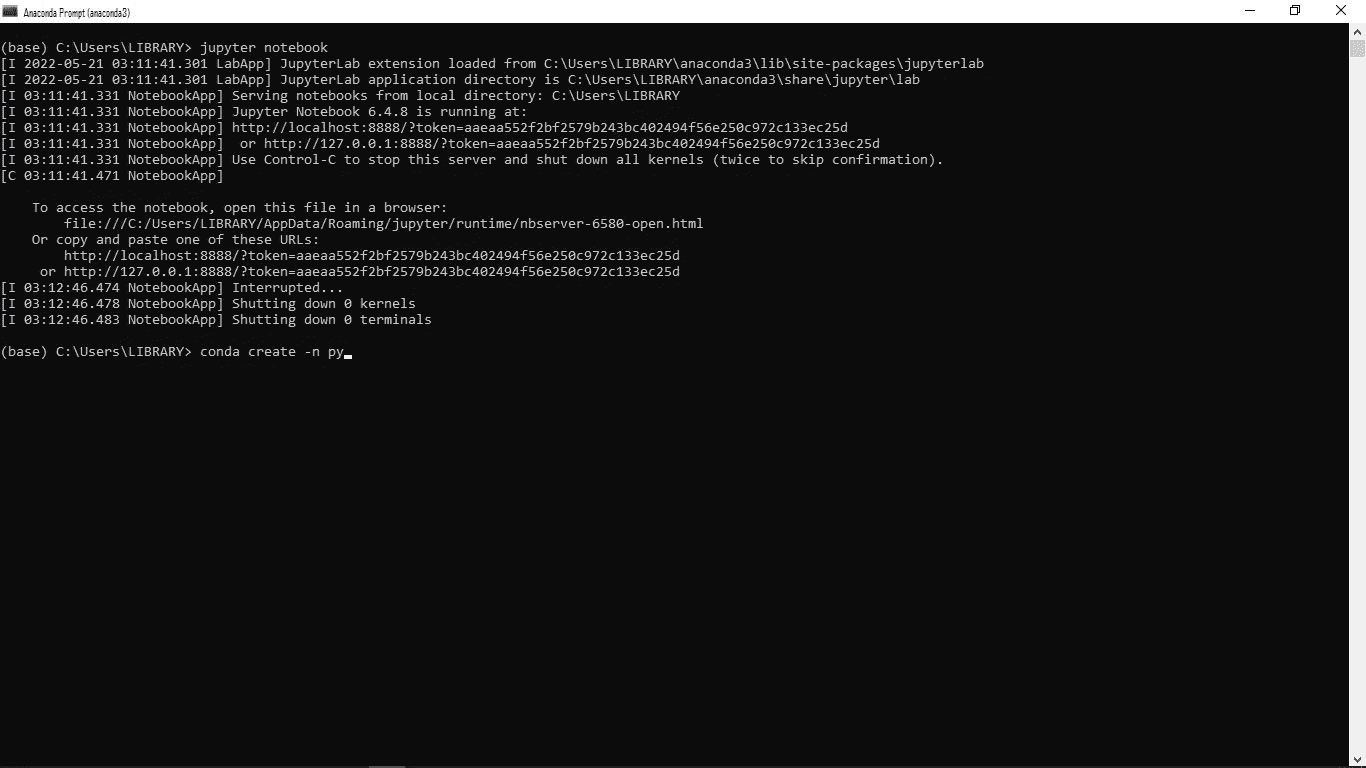 Anaconda Prompt (anaconda3)
(base) C:\Users\LIBRARY> jupyter notebook
[I 2022-05-21 03:11:41.301 LabApp] JupyterLab extension loaded from C:\Users\LIBRARY\anaconda3\lib\site-packages\jupyterlab
[I 2022-05-21 03:11:41.301 LabApp] JupyterLab application directory is C:\Users\LIBRARY\anaconda3\share\jupyter\lab
[I 03:11:41.331 NotebookApp] Serving notebooks from local directory: C:\Users\LIBRARY
[I 03:11:41.331 NotebookApp] Jupyter Notebook 6.4.8 is running at:
[I 03:11:41.331 NotebookApp] http://localhost:8888/?token=aaeaa552f2bf2579b243bc402494f56e250c972c133ec25d
[I 03:11:41.331 NotebookApp]  or http://127.0.0.1:8888/?token=aaeaa552f2bf2579b243bc402494f56e250c972c133ec25d
[I 03:11:41.331 NotebookApp] Use Control-C to stop this server and shut down all kernels (twice to skip confirmation).
[C 03:11:41.471 NotebookApp]
To access the notebook, open this file in a browser:
file:///C:/Users/LIBRARY/AppData/Roaming/jupyter/runtime/nbserver-6580-open.html
Or copy and paste one of these URLs:
http://localhost:8888/?token=aaeaa552f2bf2579b243bc402494f56e250c972c133ec25d
or http://127.0.0.1:8888/?token=aaeaa552f2bf2579b243bc402494f56e250c972c133ec25d
[I 03:12:46.474 NotebookApp] Interrupted...
[I 03:12:46.478 NotebookApp] Shutting down 0 kernels
[I 03:12:46.483 NotebookApp] Shutting down 0 terminals
(base) C:\Users\LIBRARY> conda create -n py